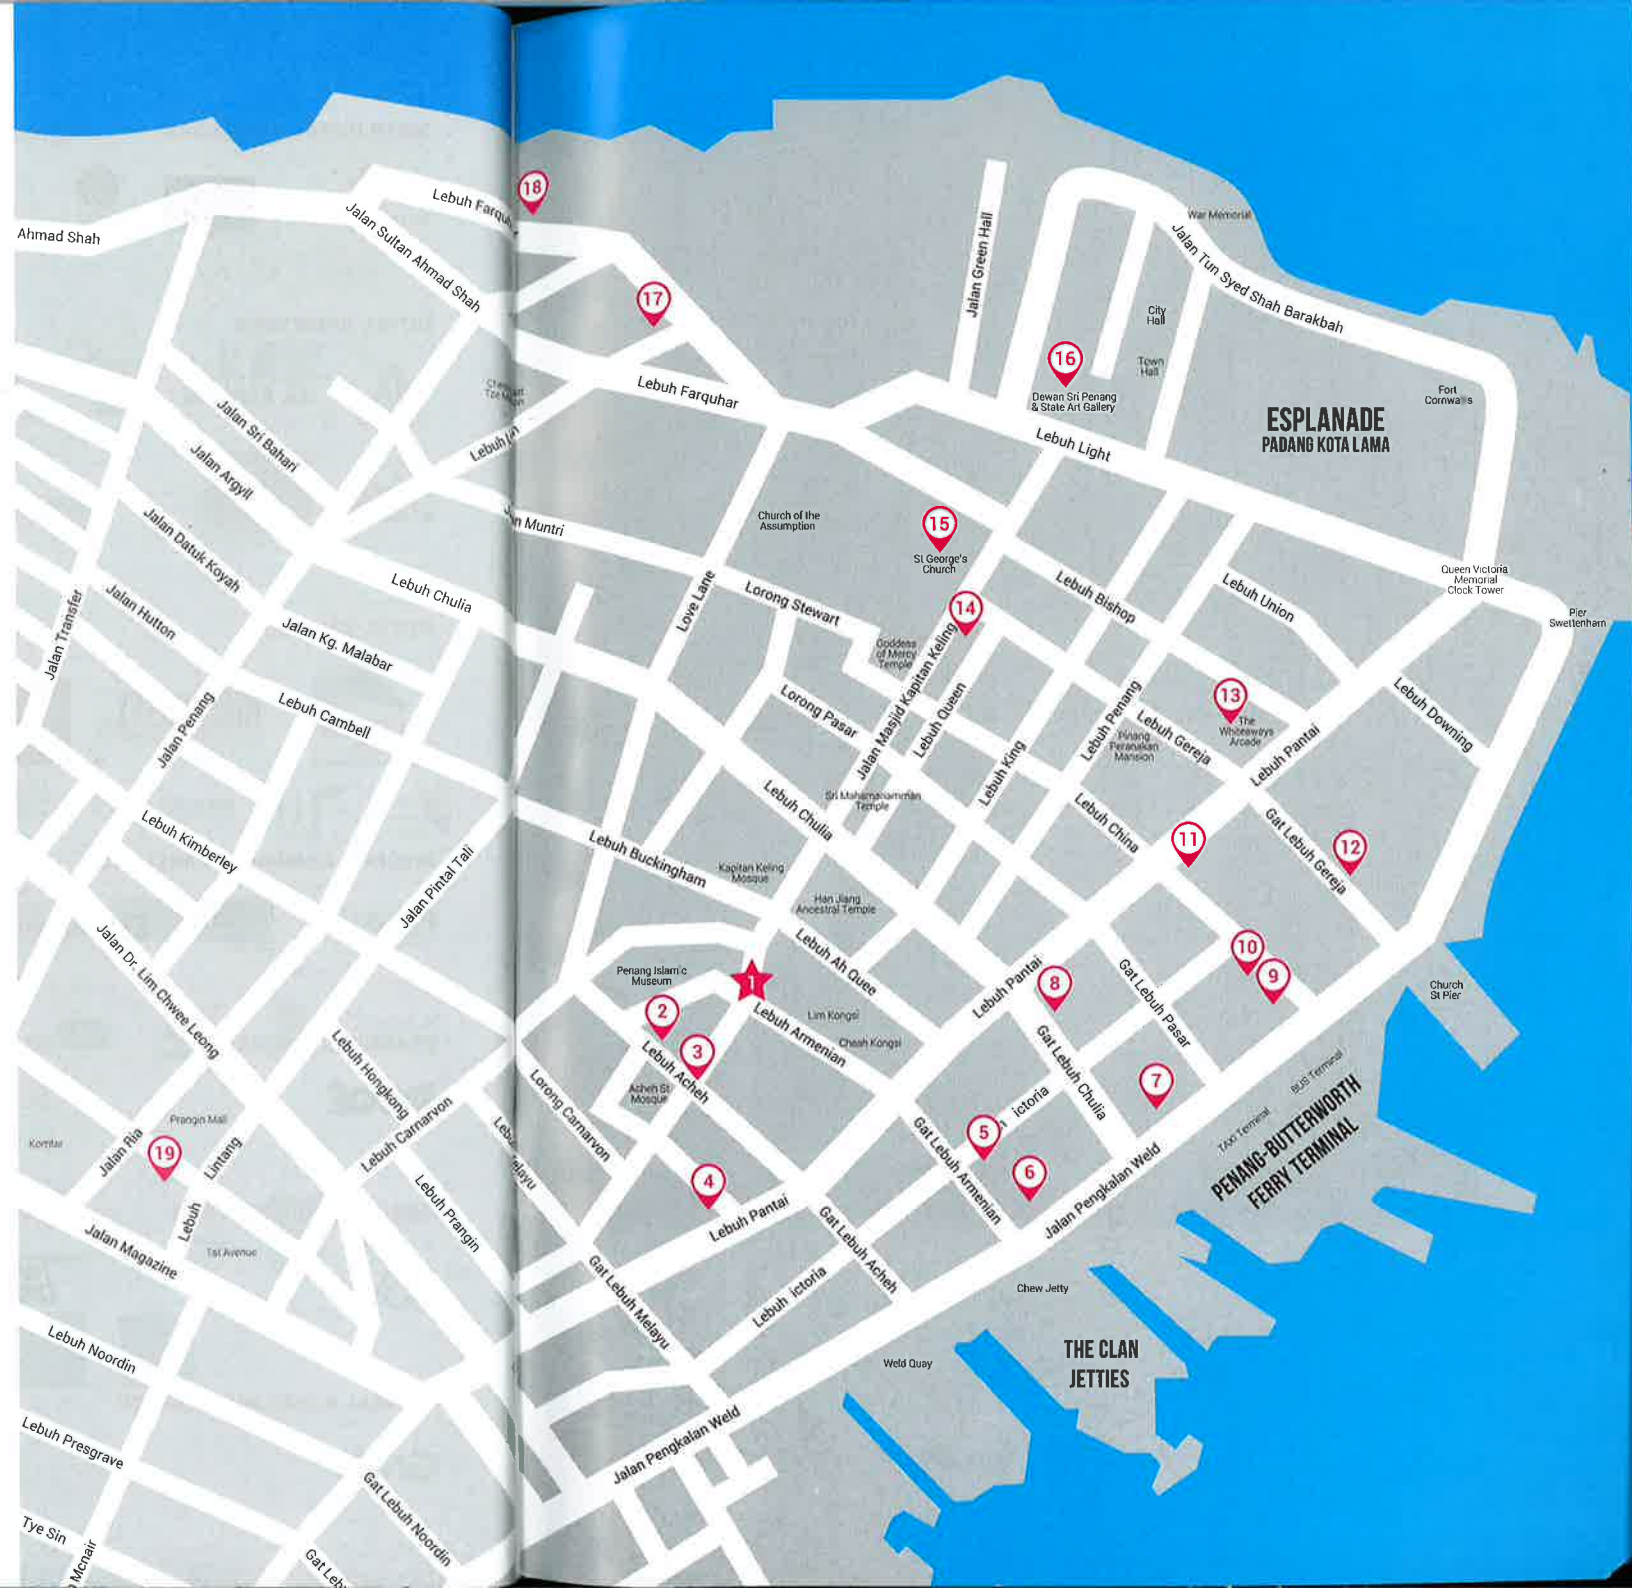 18
Lebuh Farquh
Ahmad Shah
Jalan Sultan Ahmad Shah
17
Jalan Green Hall
War Memorial
Jalan Tun Syed Shah Barakbah
City
Hall
Town
Hall
16
Dewan Sri Penang
& State Art Gallery
Fort
ESPLANADE
PADANG KOTA LAMA
Lebuh Farquhar
Lebuh Light
Jalan Sri Bahari
Jalan Argyll
Jalan Datuk Koyah
Jalan Hutton
Jalan Transfer
Muntri
Church of the
Assumption
15
St George's
Church
14
Lebuh Chulia
Love Lane
Lorong Stewart
Goddess
of Mercy
Temple
Lebuh Bishop
Lebuh Union
Queen Victoria
Memorial
Clock Tower
Pier
Swettenham
Jalan Kg. Malabar
Lebuh Cambell
Jalan Penang
Lorong Pasar
Jalan Masjid Kapitan Keling
Lebuh Queen
Lebuh King
Lebuh Penang
Pinang
Peranakan
Mansion
Lebuh Gereja
13
The
Whiteaways
Arcade
Lebuh Pantai
Lebuh Downing
Lebuh Kimberley
Jalan Pintal Tali
Lebuh Buckingham
Lebuh Chulia
Sri Mahamariamman
Temple
Kapitan Keling
Mosque
Han Jiang
Ancestral Temple
Lebuh China
11
Gat Lebuh Gereja
12
Jalan Dr. Lim Chwee Leong
Penang Islamic
Museum
1
Lebuh Ah Quee
Lebuh Pantai
8
Gat Lebuh Pasar
10
9
Church
St Pier
2
3
Lebuh Acheh
Acheh St
Mosque
Lebuh Armenian
Lim Kongsi
Cheah Kongsi
Gat Lebuh Chulia
7
BUS Terminal
TAXI Terminal
PENANG-BUTTERWORTH
FERRY TERMINAL
Lebuh Hongkong
Lebuh Carnarvon
Lorong Carnarvon
Prangin Mall
Komtar
Jalan Ria
19
Lebuh Lintang
1st Avenue
Lebuh Prangin
4
Lebuh Pantai
Gat Lebuh Armenian
5
ictoria
6
Jalan Pengkalan Weld
Jalan Magazine
Gat Lebuh Melayu
Lebuh ictoria
Gat Lebuh Acheh
Chew Jetty
Lebuh Noordin
Weld Quay
THE CLAN
JETTIES
Lebuh Presgrave
Jalan Pengkalan Weld
Gat Lebuh Noordin
Tye Sin
Mcnair